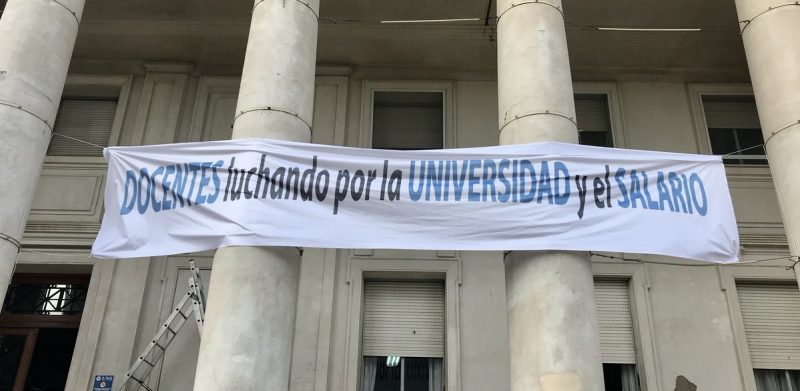 DOCENTES luchando por la UNIVERSIDAD y el SALARIO